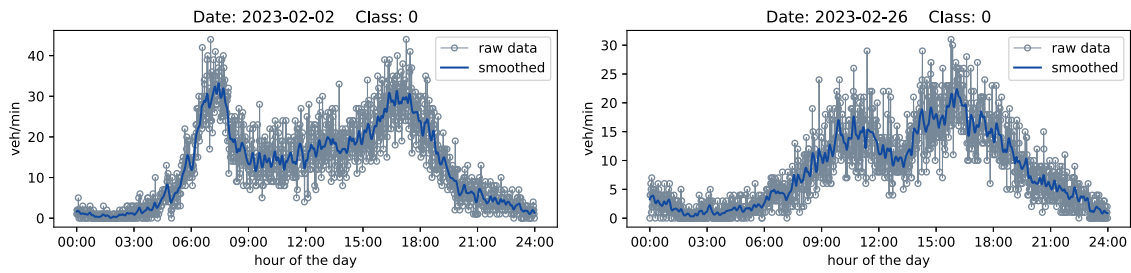 Date: 2023-02-02 Class: 0
veh/min
40
30
20
10
0
raw data
smoothed
00:00 03:00 06:00 09:00 12:00 15:00 18:00 21:00 24:00
hour of the day
Date: 2023-02-26 Class: 0
veh/min
30
25
20
15
10
5
0
raw data
smoothed
00:00 03:00 06:00 09:00 12:00 15:00 18:00 21:00 24:00
hour of the day